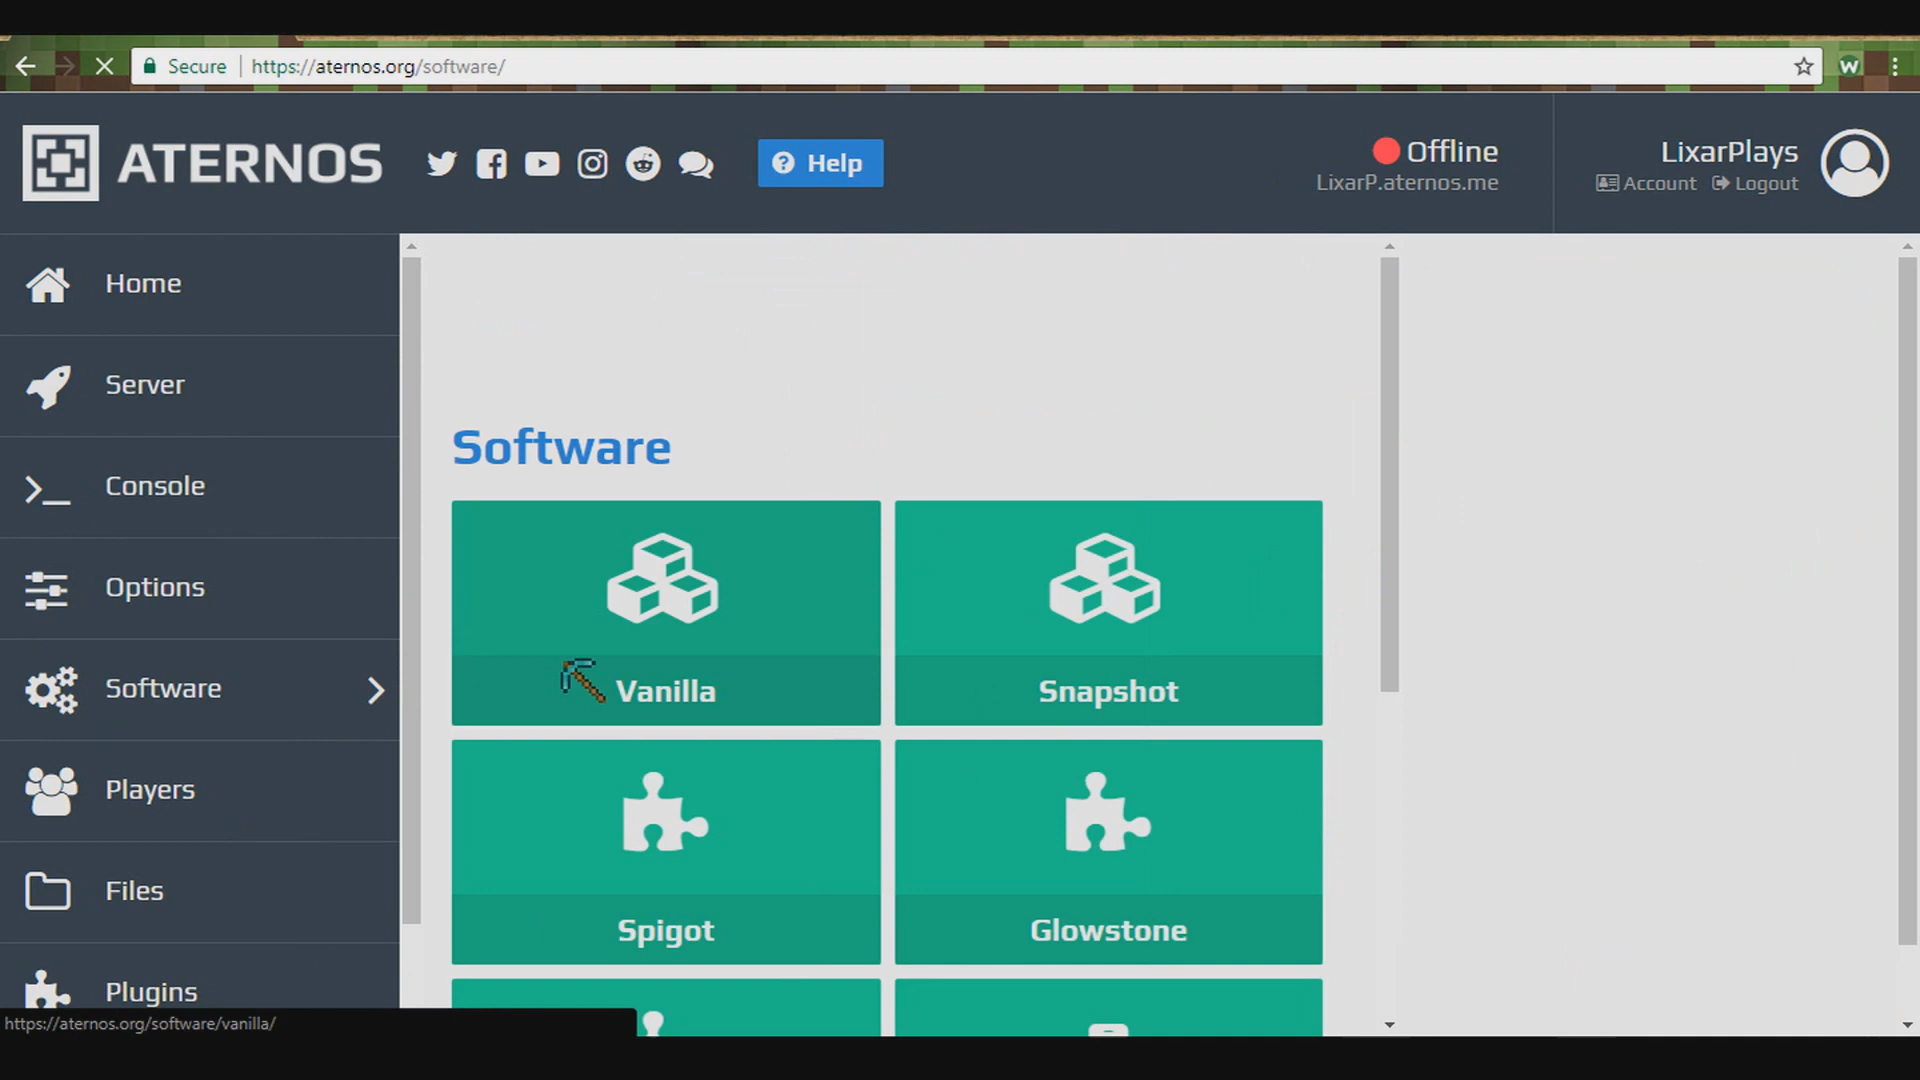 Secure https://aternos.org/software/
ATERNOS
Help
Offline
LixarP.aternos.me
LixarPlays
Account Logout
Home
Server
Console
Options
Software
Players
Files
Plugins
Software
Vanilla
Snapshot
Spigot
Glowstone
https://aternos.org/software/vanilla/